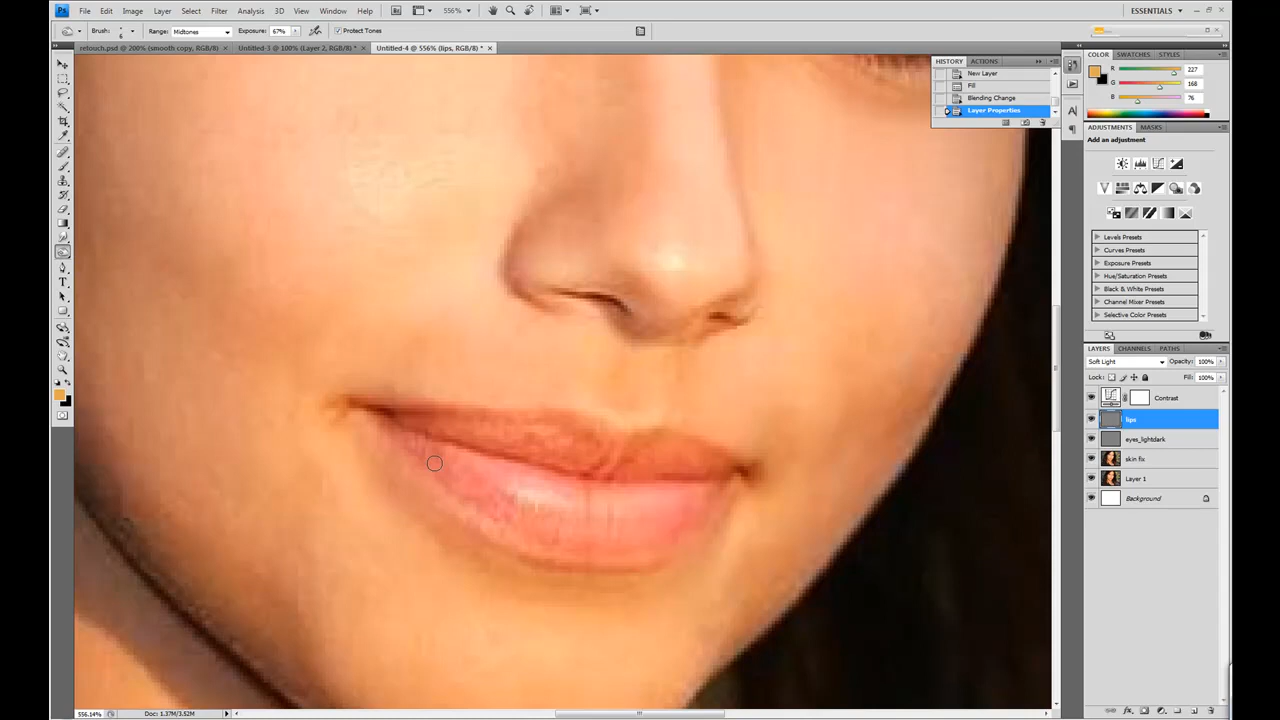 Ps File Edit Image Layer Select Filter Analysis 3D View Window Help 556% ESSENTIALS
Brush: 6 Range: Midtones Exposure: 67% Protect Tones
retouch.psd @ 200% (smooth copy, RGB/8) Untitled-3 @ 100% (Layer 2, RGB/8) * Untitled-4 @ 556% (lips, RGB/8) *
HISTORY ACTIONS
New Layer
Fill
Blending Change
Layer Properties
COLOR SWATCHES STYLES
R 227
G 168
B 76
ADJUSTMENTS MASKS
Add an adjustment
Levels Presets
Curves Presets
Exposure Presets
Hue/Saturation Presets
Black & White Presets
Channel Mixer Presets
Selective Color Presets
LAYERS CHANNELS PATHS
Soft Light Opacity: 100%
Lock: Fill: 100%
Contrast
lips
eyes_lightdark
skin fix
Layer 1
Background
556.14% Doc: 1.37M/3.52M